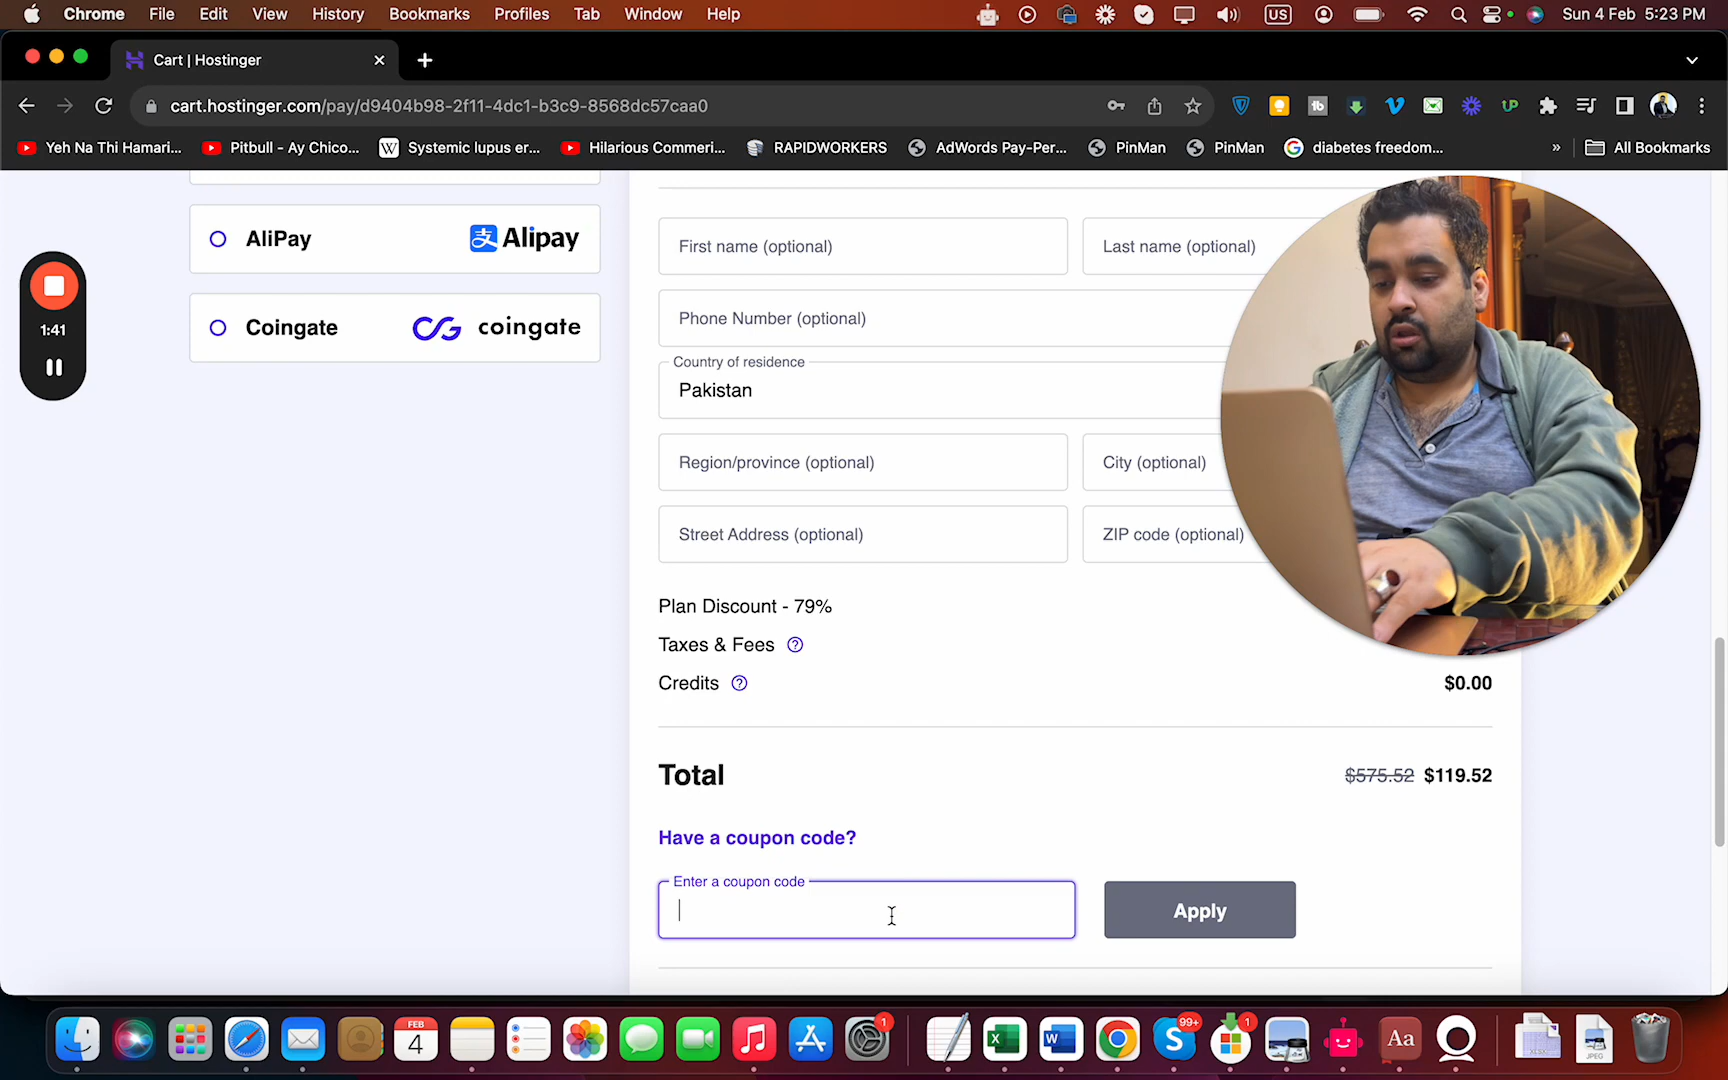 Chrome File Edit View History Bookmarks Profiles Tab Window Help US Sun 4 Feb 5:23 PM
Cart | Hostinger
cart.hostinger.com/pay/d9404b98-2f11-4dc1-b3c9-8568dc57caa0 tb UP
Yeh Na Thi Hamari... Pitbull - Ay Chico... W Systemic lupus er... Hilarious Commeri... RAPIDWORKERS AdWords Pay-Per... PinMan PinMan diabetes freedom... » All Bookmarks
AliPay 支 Alipay
1:41
Coingate coingate
First name (optional) Last name (optional)
Phone Number (optional)
Country of residence
Pakistan
Region/province (optional) City (optional)
Street Address (optional) ZIP code (optional)
Plan Discount - 79%
Taxes & Fees ?
Credits ? $0.00
Total $575.52 $119.52
Have a coupon code?
Enter a coupon code
Apply
FEB
4
1
99+
1
X W S Aa
JPEG